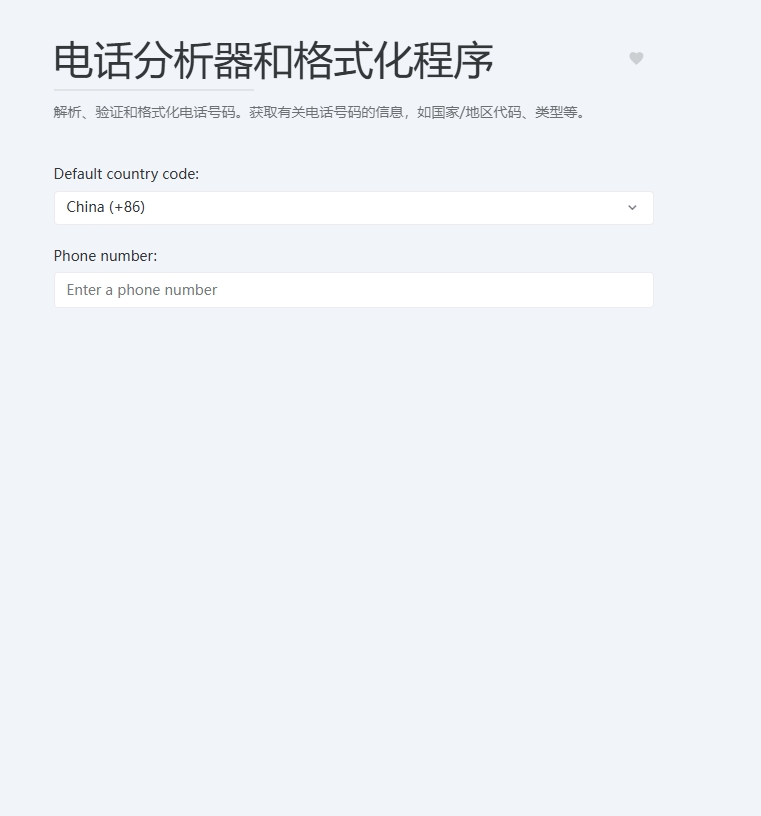 电话分析器和格式化程序
解析、验证和格式化电话号码。获取有关电话号码的信息，如国家/地区代码、类型等。
Default country code:
China (+86)
Phone number:
Enter a phone number